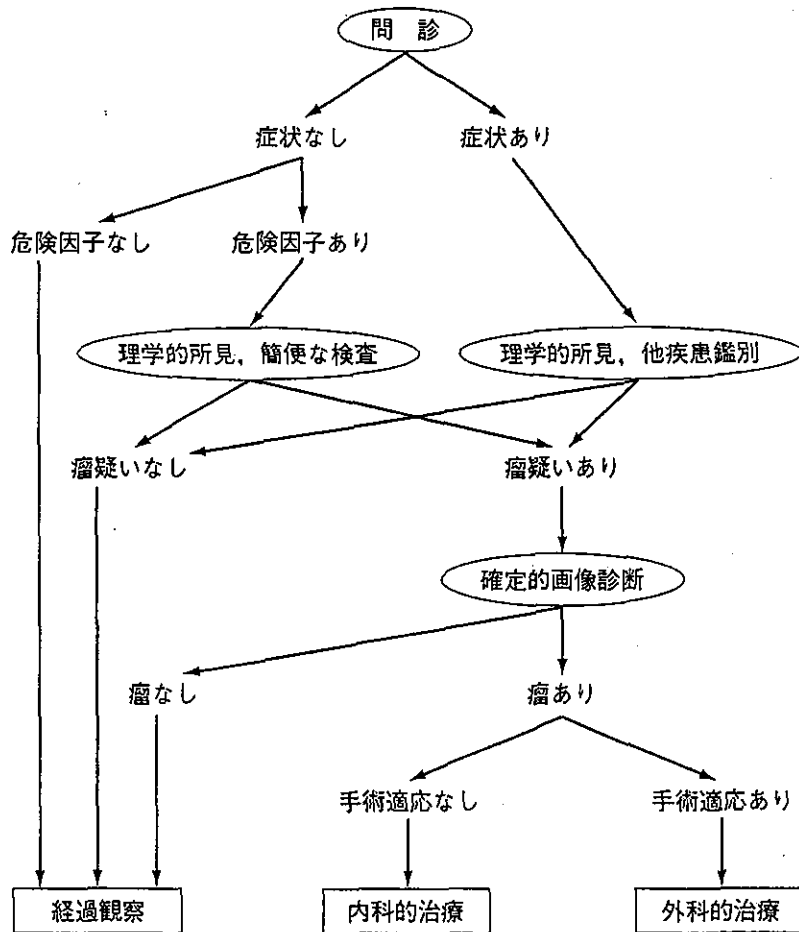 問 診
症状なし
症状あり
危険因子なし
危険因子あり
理学的所見，簡便な検査
理学的所見，他疾患鑑別
瘤疑いなし
瘤疑いあり
確定的画像診断
瘤なし
瘤あり
手術適応なし
手術適応あり
経過観察
内科的治療
外科的治療